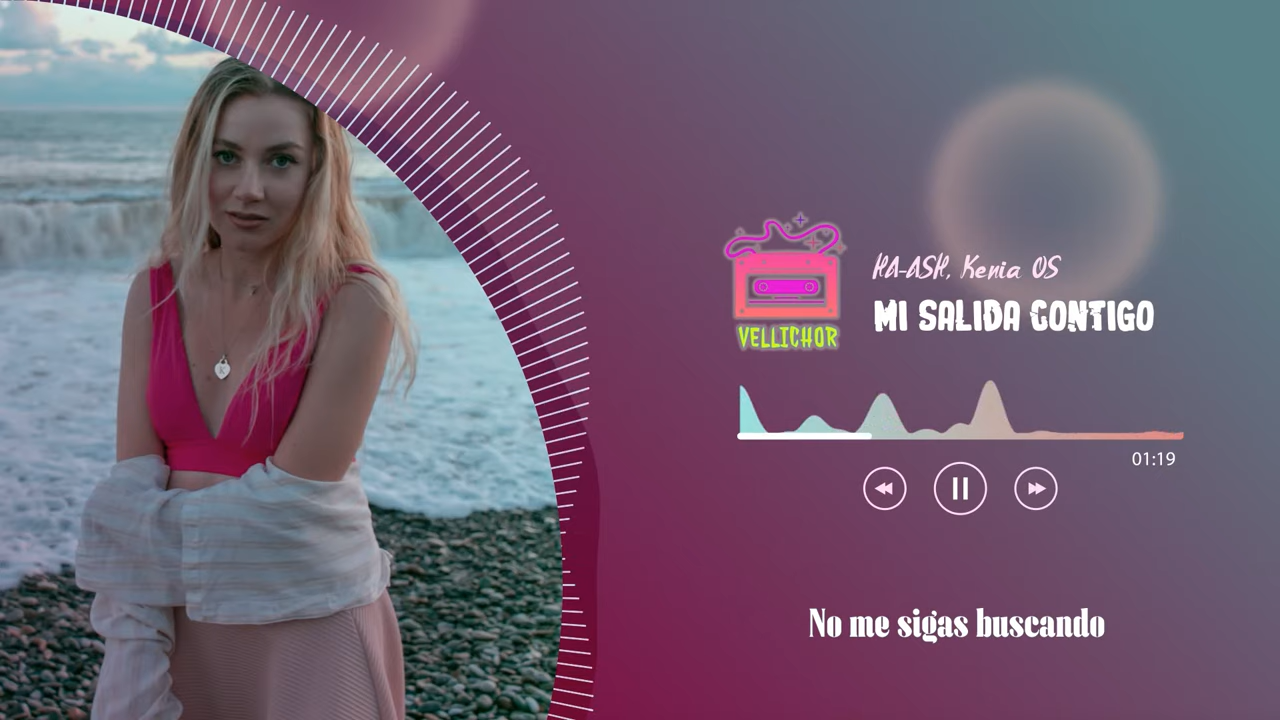 HA-ASH, Kenia OS
MI SALIDA CONTIGO
VELLICHOR
01:19
No me sigas buscando